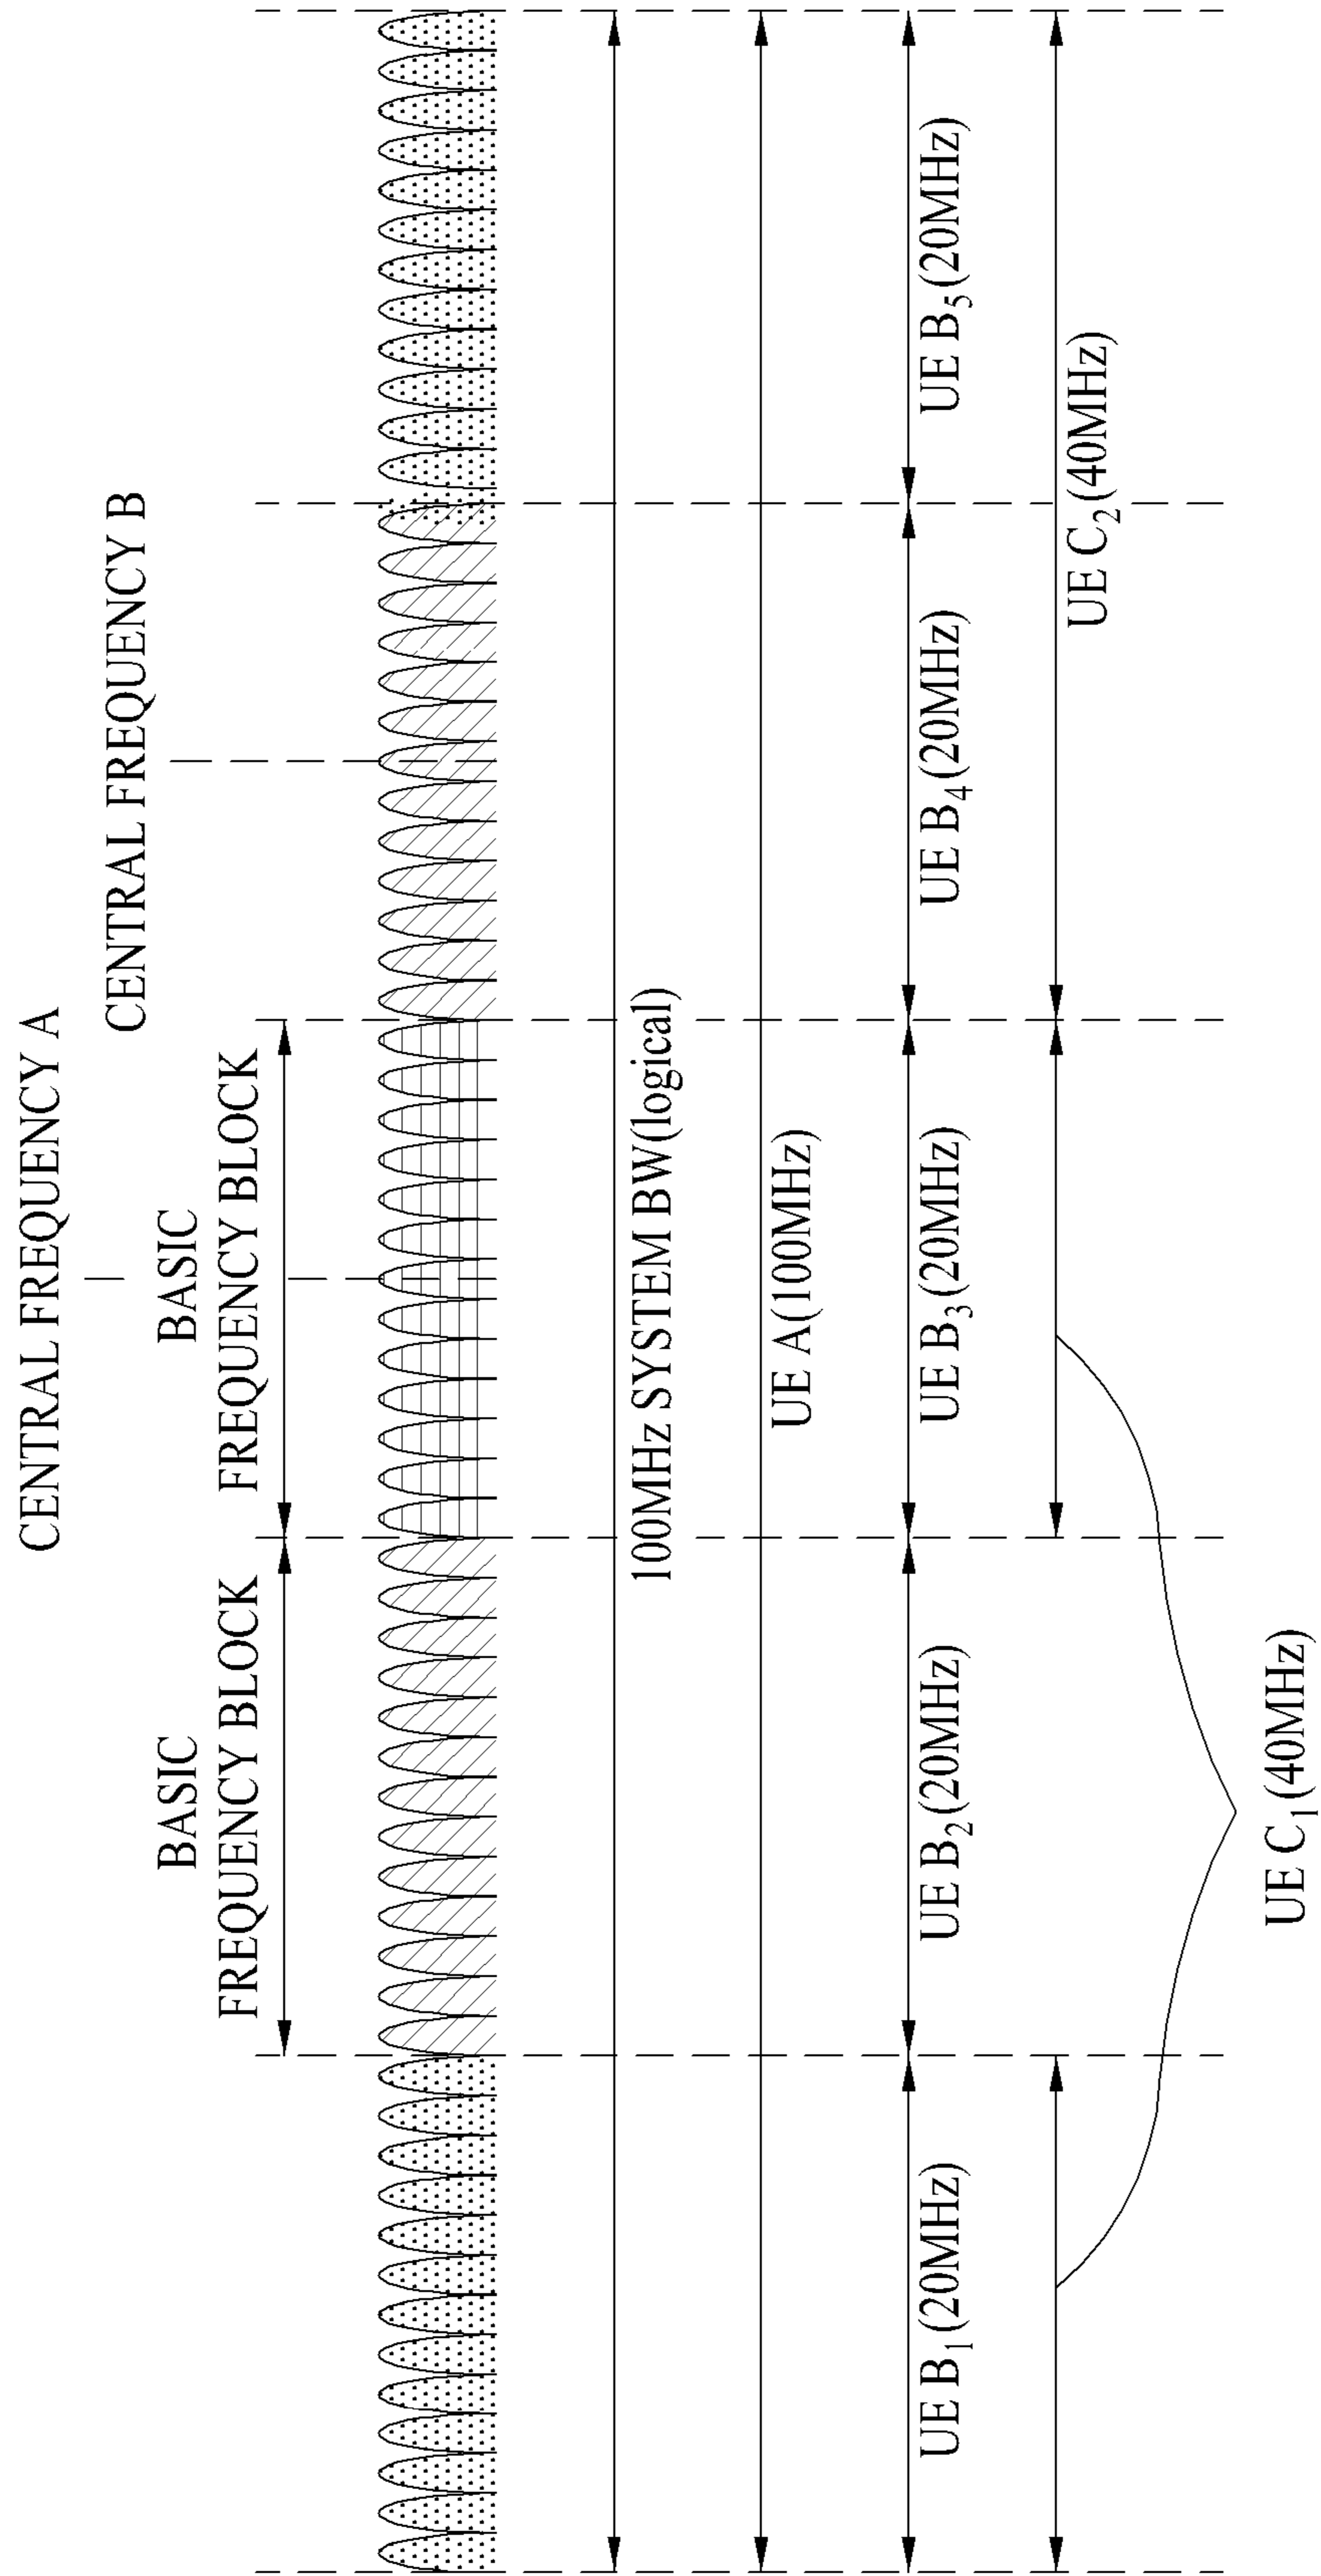 CENTRAL FREQUENCY A
CENTRAL FREQUENCY B
BASIC
FREQUENCY BLOCK
BASIC
FREQUENCY BLOCK
100MHz SYSTEM BW(logical)
UE A(100MHz)
UE B1(20MHz)
UE B2(20MHz)
UE B3(20MHz)
UE B4(20MHz)
UE B5(20MHz)
UE C2(40MHz)
UE C1(40MHz)